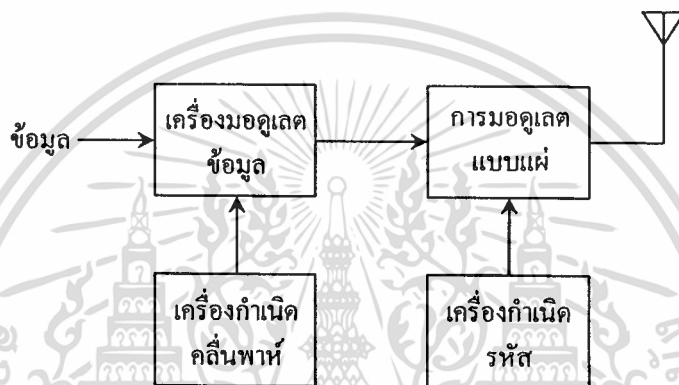 ข้อมูล
เครื่องมอดูเลต
ข้อมูล
การมอดูเลต
แบบแผ่
เครื่องกำเนิด
คลื่นพาห์
เครื่องกำเนิด
รหัส